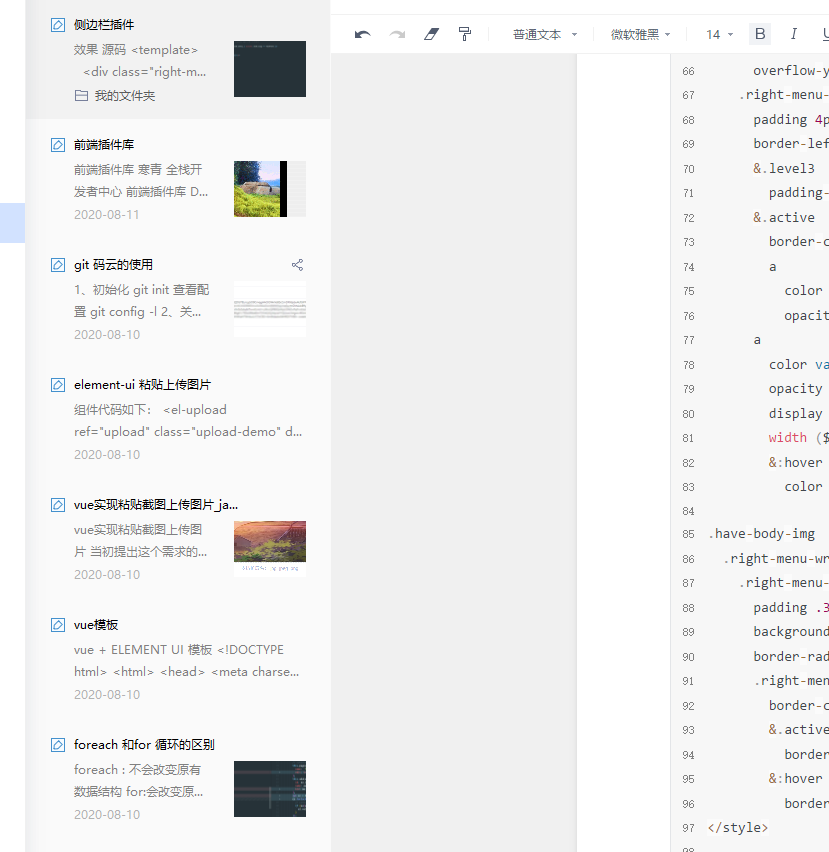 侧边栏插件
效果 源码 <template>
<div class="right-m...
我的文件夹
前端插件库
前端插件库 寒青 全栈开
发者中心 前端插件库 D...
2020-08-11
git 码云的使用
1、初始化 git init 查看配
置 git config -l 2、关...
2020-08-10
element-ui 粘贴上传图片
组件代码如下： <el-upload
ref="upload" class="upload-demo" d...
2020-08-10
vue实现粘贴截图上传图片_ja...
vue实现粘贴截图上传图
片 当初提出这个需求的...
2020-08-10
vue模板
vue + ELEMENT UI 模板 <!DOCTYPE
html> <html> <head> <meta charse...
2020-08-10
foreach 和for 循环的区别
foreach : 不会改变原有
数据结构 for:会改变原...
2020-08-10
普通文本 微软雅黑 14 B I U
66 overflow-y
67 .right-menu-
68 padding 4p
69 border-lef
70 &.level3
71 padding-
72 &.active
73 border-c
74 a
75 color
76 opacit
77 a
78 color va
79 opacity
80 display
81 width ($
82 &:hover
83 color
84
85 .have-body-img
86 .right-menu-wr
87 .right-menu-
88 padding .3
89 background
90 border-rad
91 .right-men
92 border-c
93 &.active
94 border
95 &:hover
96 border
97 </style>
98